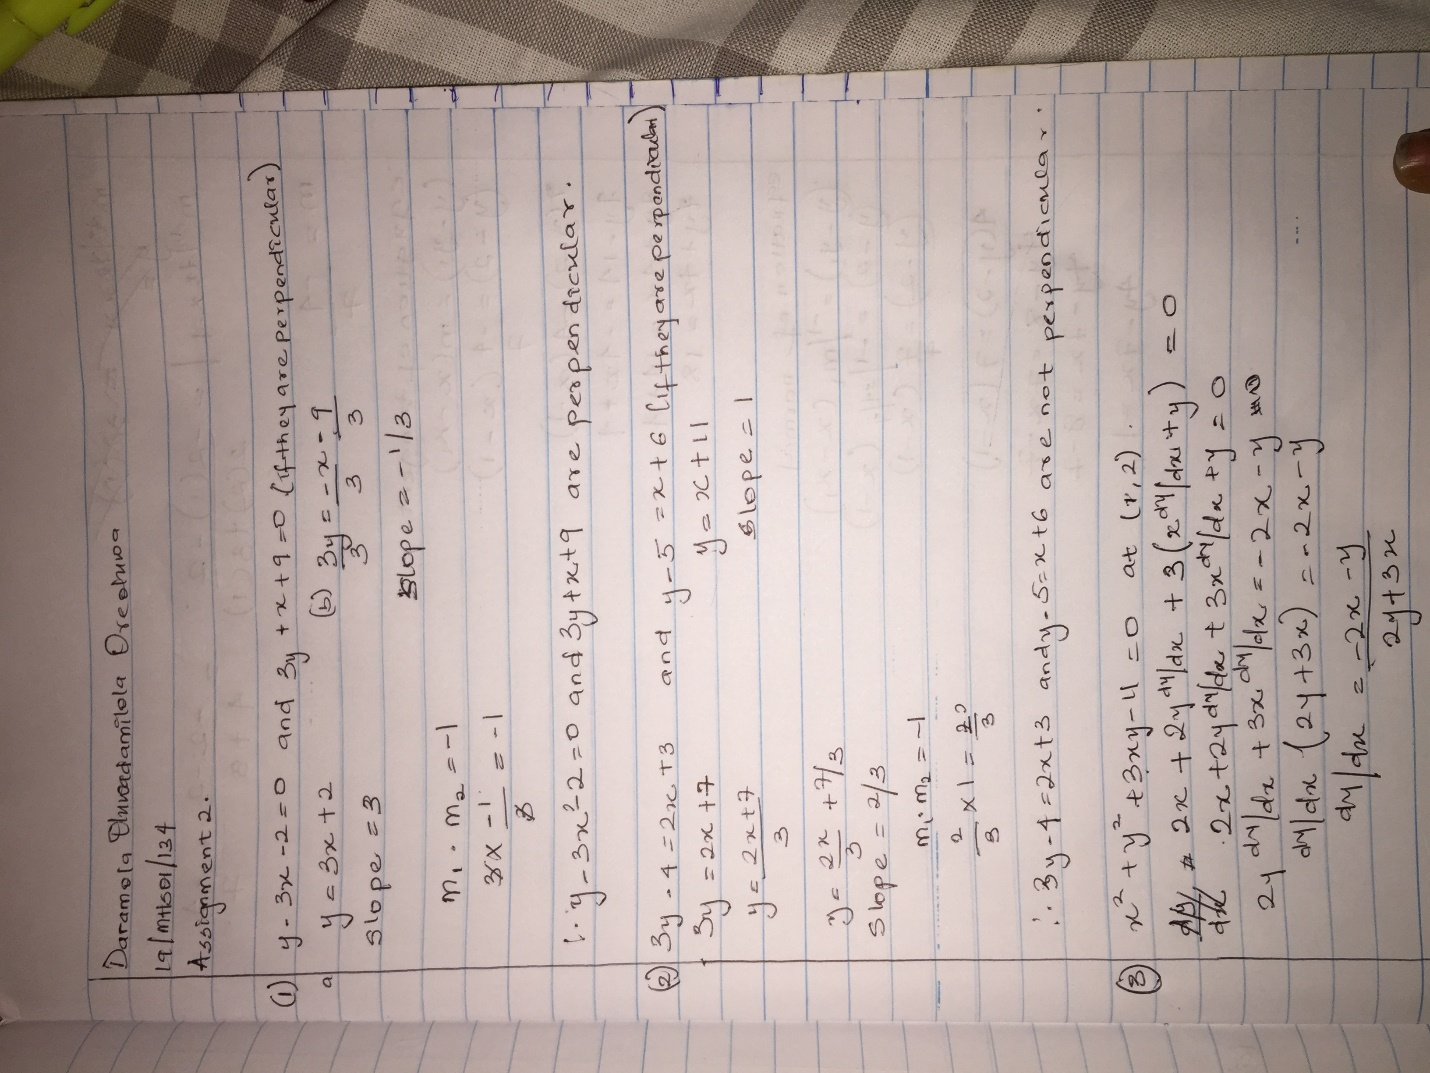 Daramola Oluwadamilola Oreoluwa
19/MHS01/134
Assignment 2.
(1) y - 3x - 2 = 0 and 3y + x + 9 = 0 (if they are perpendicular)
a y = 3x + 2 (b) 3y/3 = -x/3 - 9/3
slope = 3 slope = -1/3
m₁ . m₂ = -1
3 x -1/3 = -1
∴ y - 3x² - 2 = 0 and 3y + x + 9 are perpendicular.
(2) 3y - 4 = 2x + 3 and y - 5 = x + 6 (if they are perpendicular)
3y = 2x + 7 y = x + 11
y = 2x + 7/3 slope = 1
y = 2x/3 + 7/3
slope = 2/3
m₁ . m₂ = -1
2/3 x 1 = 2/3
∴ 3y - 4 = 2x + 3 and y - 5 = x + 6 are not perpendicular.
(3) x² + y² + 3xy - 11 = 0 at (1, 2).
2x + 2y dy/dx + 3(x dy/dx + y) = 0
2x + 2y dy/dx + 3x dy/dx + y = 0
2y dy/dx + 3x dy/dx = -2x - y
dy/dx (2y + 3x) = -2x - y
dy/dx = -2x - y/2y + 3x